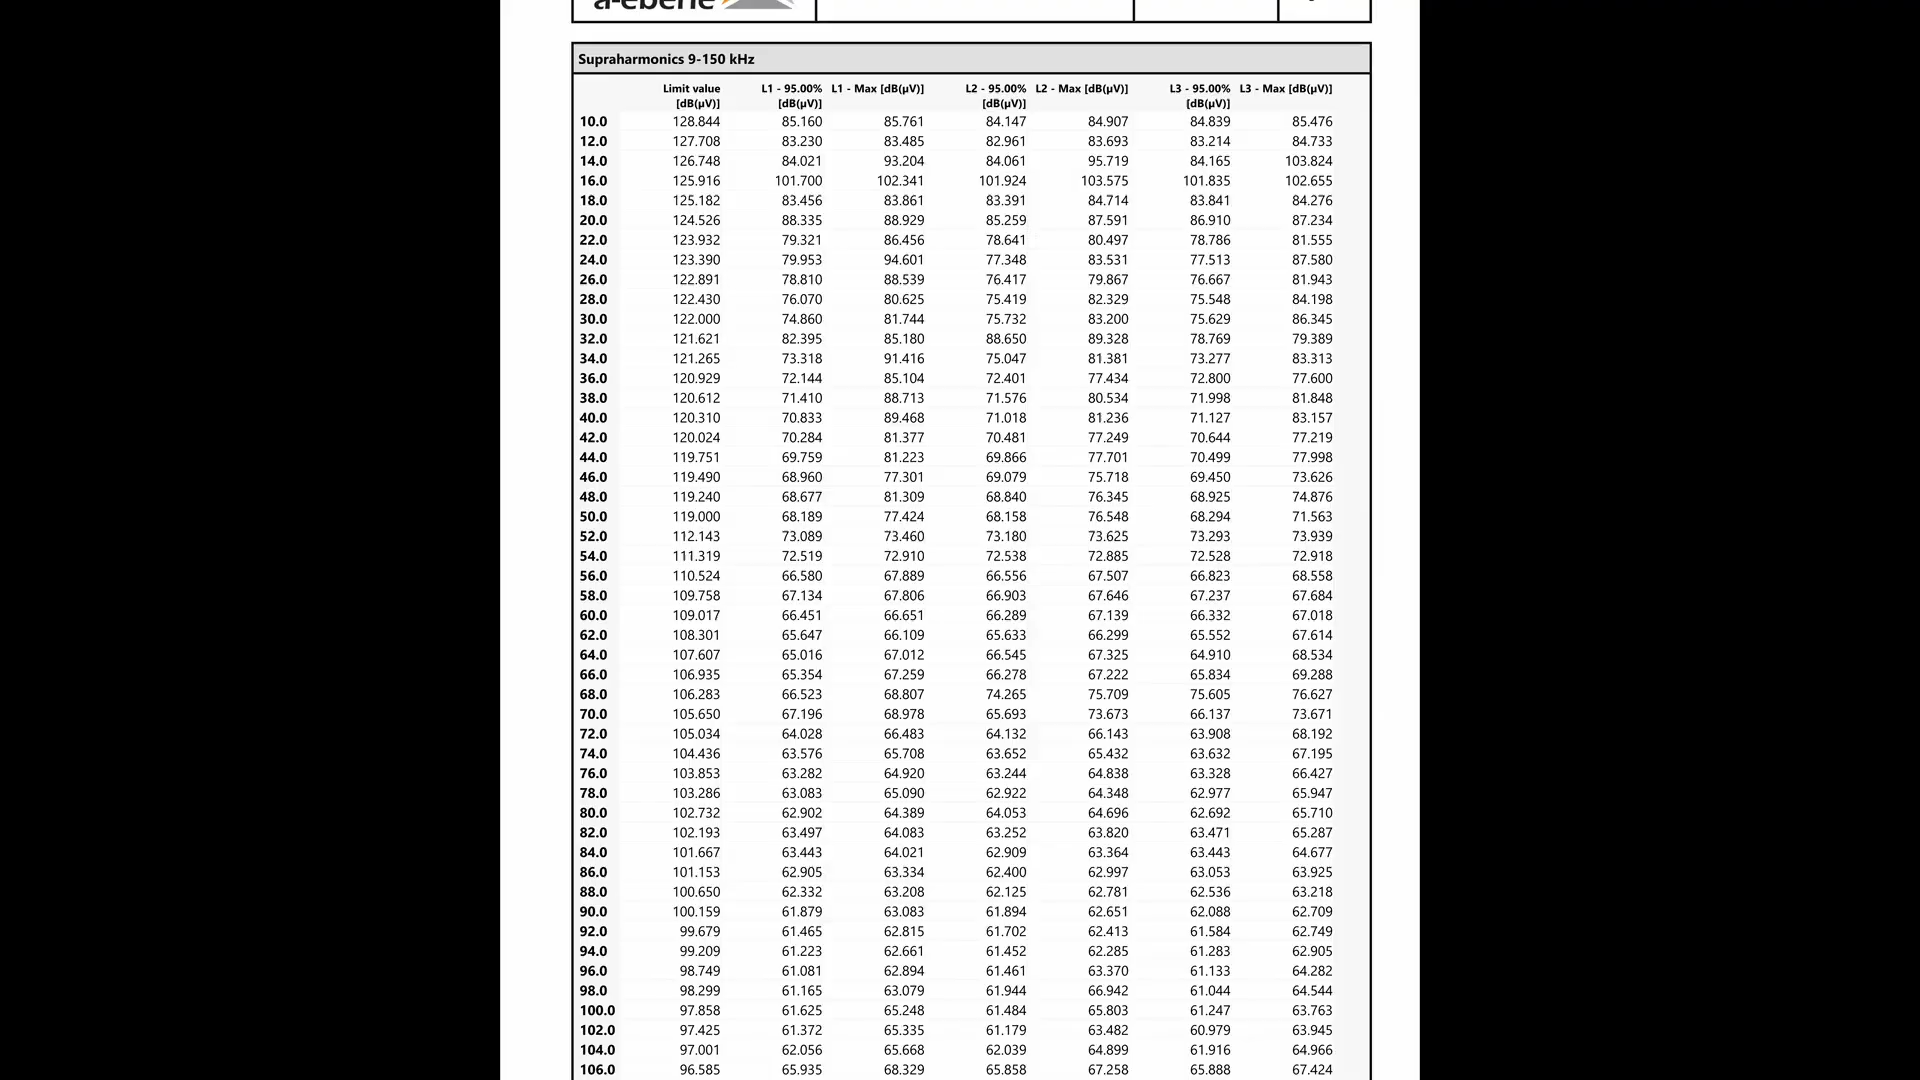 a-eberle
Supraharmonics 9-150 kHz
Limit value L1 - 95.00% L1 - Max [dB(µV)] L2 - 95.00% L2 - Max [dB(µV)] L3 - 95.00% L3 - Max [dB(µV)]
[dB(µV)] [dB(µV)] [dB(µV)] [dB(µV)]
10.0 128.844 85.160 85.761 84.147 84.907 84.839 85.476
12.0 127.708 83.230 83.485 82.961 83.693 83.214 84.733
14.0 126.748 84.021 93.204 84.061 95.719 84.165 103.824
16.0 125.916 101.700 102.341 101.924 103.575 101.835 102.655
18.0 125.182 83.456 83.861 83.391 84.714 83.841 84.276
20.0 124.526 88.335 88.929 85.259 87.591 86.910 87.234
22.0 123.932 79.321 86.456 78.641 80.497 78.786 81.555
24.0 123.390 79.953 94.601 77.348 83.531 77.513 87.580
26.0 122.891 78.810 88.539 76.417 79.867 76.667 81.943
28.0 122.430 76.070 80.625 75.419 82.329 75.548 84.198
30.0 122.000 74.860 81.744 75.732 83.200 75.629 86.345
32.0 121.621 82.395 85.180 88.650 89.328 78.769 79.389
34.0 121.265 73.318 91.416 75.047 81.381 73.277 83.313
36.0 120.929 72.144 85.104 72.401 77.434 72.800 77.600
38.0 120.612 71.410 88.713 71.576 80.534 71.998 81.848
40.0 120.310 70.833 89.468 71.018 81.236 71.127 83.157
42.0 120.024 70.284 81.377 70.481 77.249 70.644 77.219
44.0 119.751 69.759 81.223 69.866 77.701 70.499 77.998
46.0 119.490 68.960 77.301 69.079 75.718 69.450 73.626
48.0 119.240 68.677 81.309 68.840 76.345 68.925 74.876
50.0 119.000 68.189 77.424 68.158 76.548 68.294 71.563
52.0 112.143 73.089 73.460 73.180 73.625 73.293 73.939
54.0 111.319 72.519 72.910 72.538 72.885 72.528 72.918
56.0 110.524 66.580 67.889 66.556 67.507 66.823 68.558
58.0 109.758 67.134 67.806 66.903 67.646 67.237 67.684
60.0 109.017 66.451 66.651 66.289 67.139 66.332 67.018
62.0 108.301 65.647 66.109 65.633 66.299 65.552 67.614
64.0 107.607 65.016 67.012 66.545 67.325 64.910 68.534
66.0 106.935 65.354 67.259 66.278 67.222 65.834 69.288
68.0 106.283 66.523 68.807 74.265 75.709 75.605 76.627
70.0 105.650 67.196 68.978 65.693 73.673 66.137 73.671
72.0 105.034 64.028 66.483 64.132 66.143 63.908 68.192
74.0 104.436 63.576 65.708 63.652 65.432 63.632 67.195
76.0 103.853 63.282 64.920 63.244 64.838 63.328 66.427
78.0 103.286 63.083 65.090 62.922 64.348 62.977 65.947
80.0 102.732 62.902 64.389 64.053 64.696 62.692 65.710
82.0 102.193 63.497 64.083 63.252 63.820 63.471 65.287
84.0 101.667 63.443 64.021 62.909 63.364 63.443 64.677
86.0 101.153 62.905 63.334 62.400 62.997 63.053 63.925
88.0 100.650 62.332 63.208 62.125 62.781 62.536 63.218
90.0 100.159 61.879 63.083 61.894 62.651 62.088 62.709
92.0 99.679 61.465 62.815 61.702 62.413 61.584 62.749
94.0 99.209 61.223 62.661 61.452 62.285 61.283 62.905
96.0 98.749 61.081 62.894 61.461 63.370 61.133 64.282
98.0 98.299 61.165 63.079 61.944 66.942 61.044 64.544
100.0 97.858 61.625 65.248 61.484 65.803 61.247 63.763
102.0 97.425 61.372 65.335 61.179 63.482 60.979 63.945
104.0 97.001 62.056 65.668 62.039 64.899 61.916 64.966
106.0 96.585 65.935 68.329 65.858 67.258 65.888 67.424